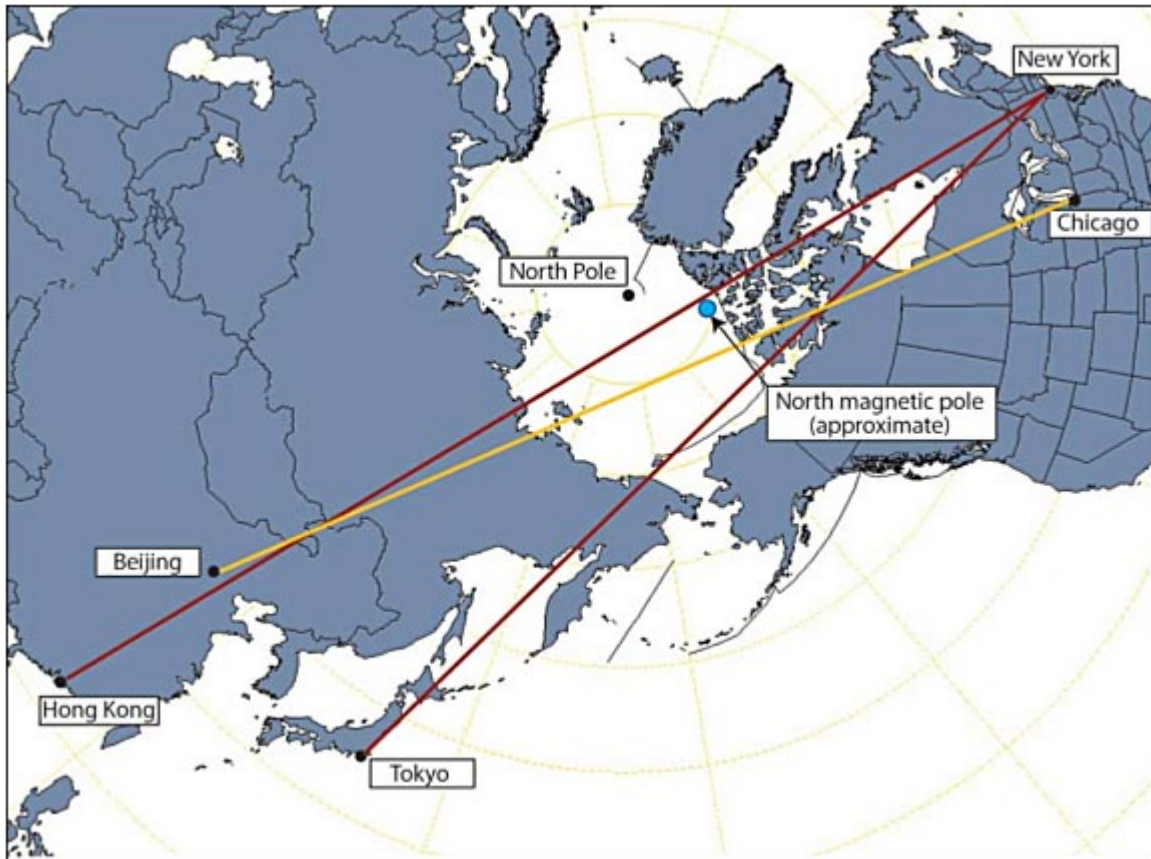 New York
Chicago
North Pole
North magnetic pole
(approximate)
Beijing
Hong Kong
Tokyo